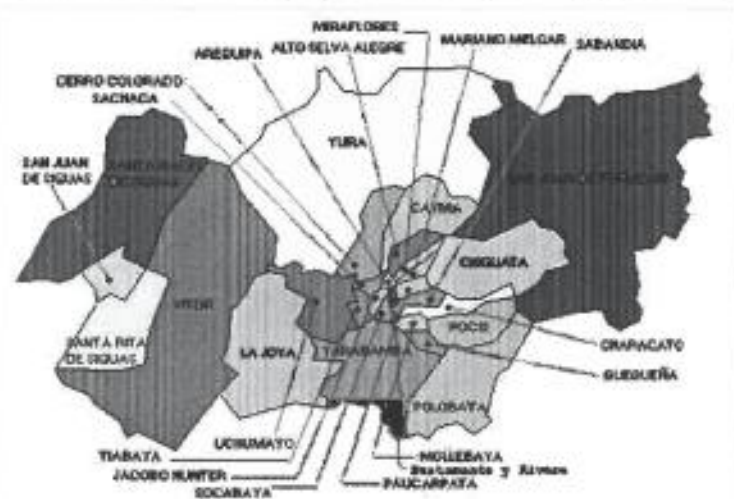 MIRAFLORES
ALTO SELVA ALEGRE
MARIANO MELGAR
SABANDIA
AREQUIPA
CERRO COLORADO
SACHACA
YURA
SAN JUAN
DE SIGUAS
CAYMA
CHIGUATA
VITOR
SANTA RITA
DE SIGUAS
LA JOYA
YARABAMBA
POCSI
CHARACATO
QUEQUEÑA
POLOBAYA
UCHUMAYO
TIABAYA
JACOBO HUNTER
SOCABAYA
MOLLEBAYA
Bustamante y Rivero
PAUCARPATA